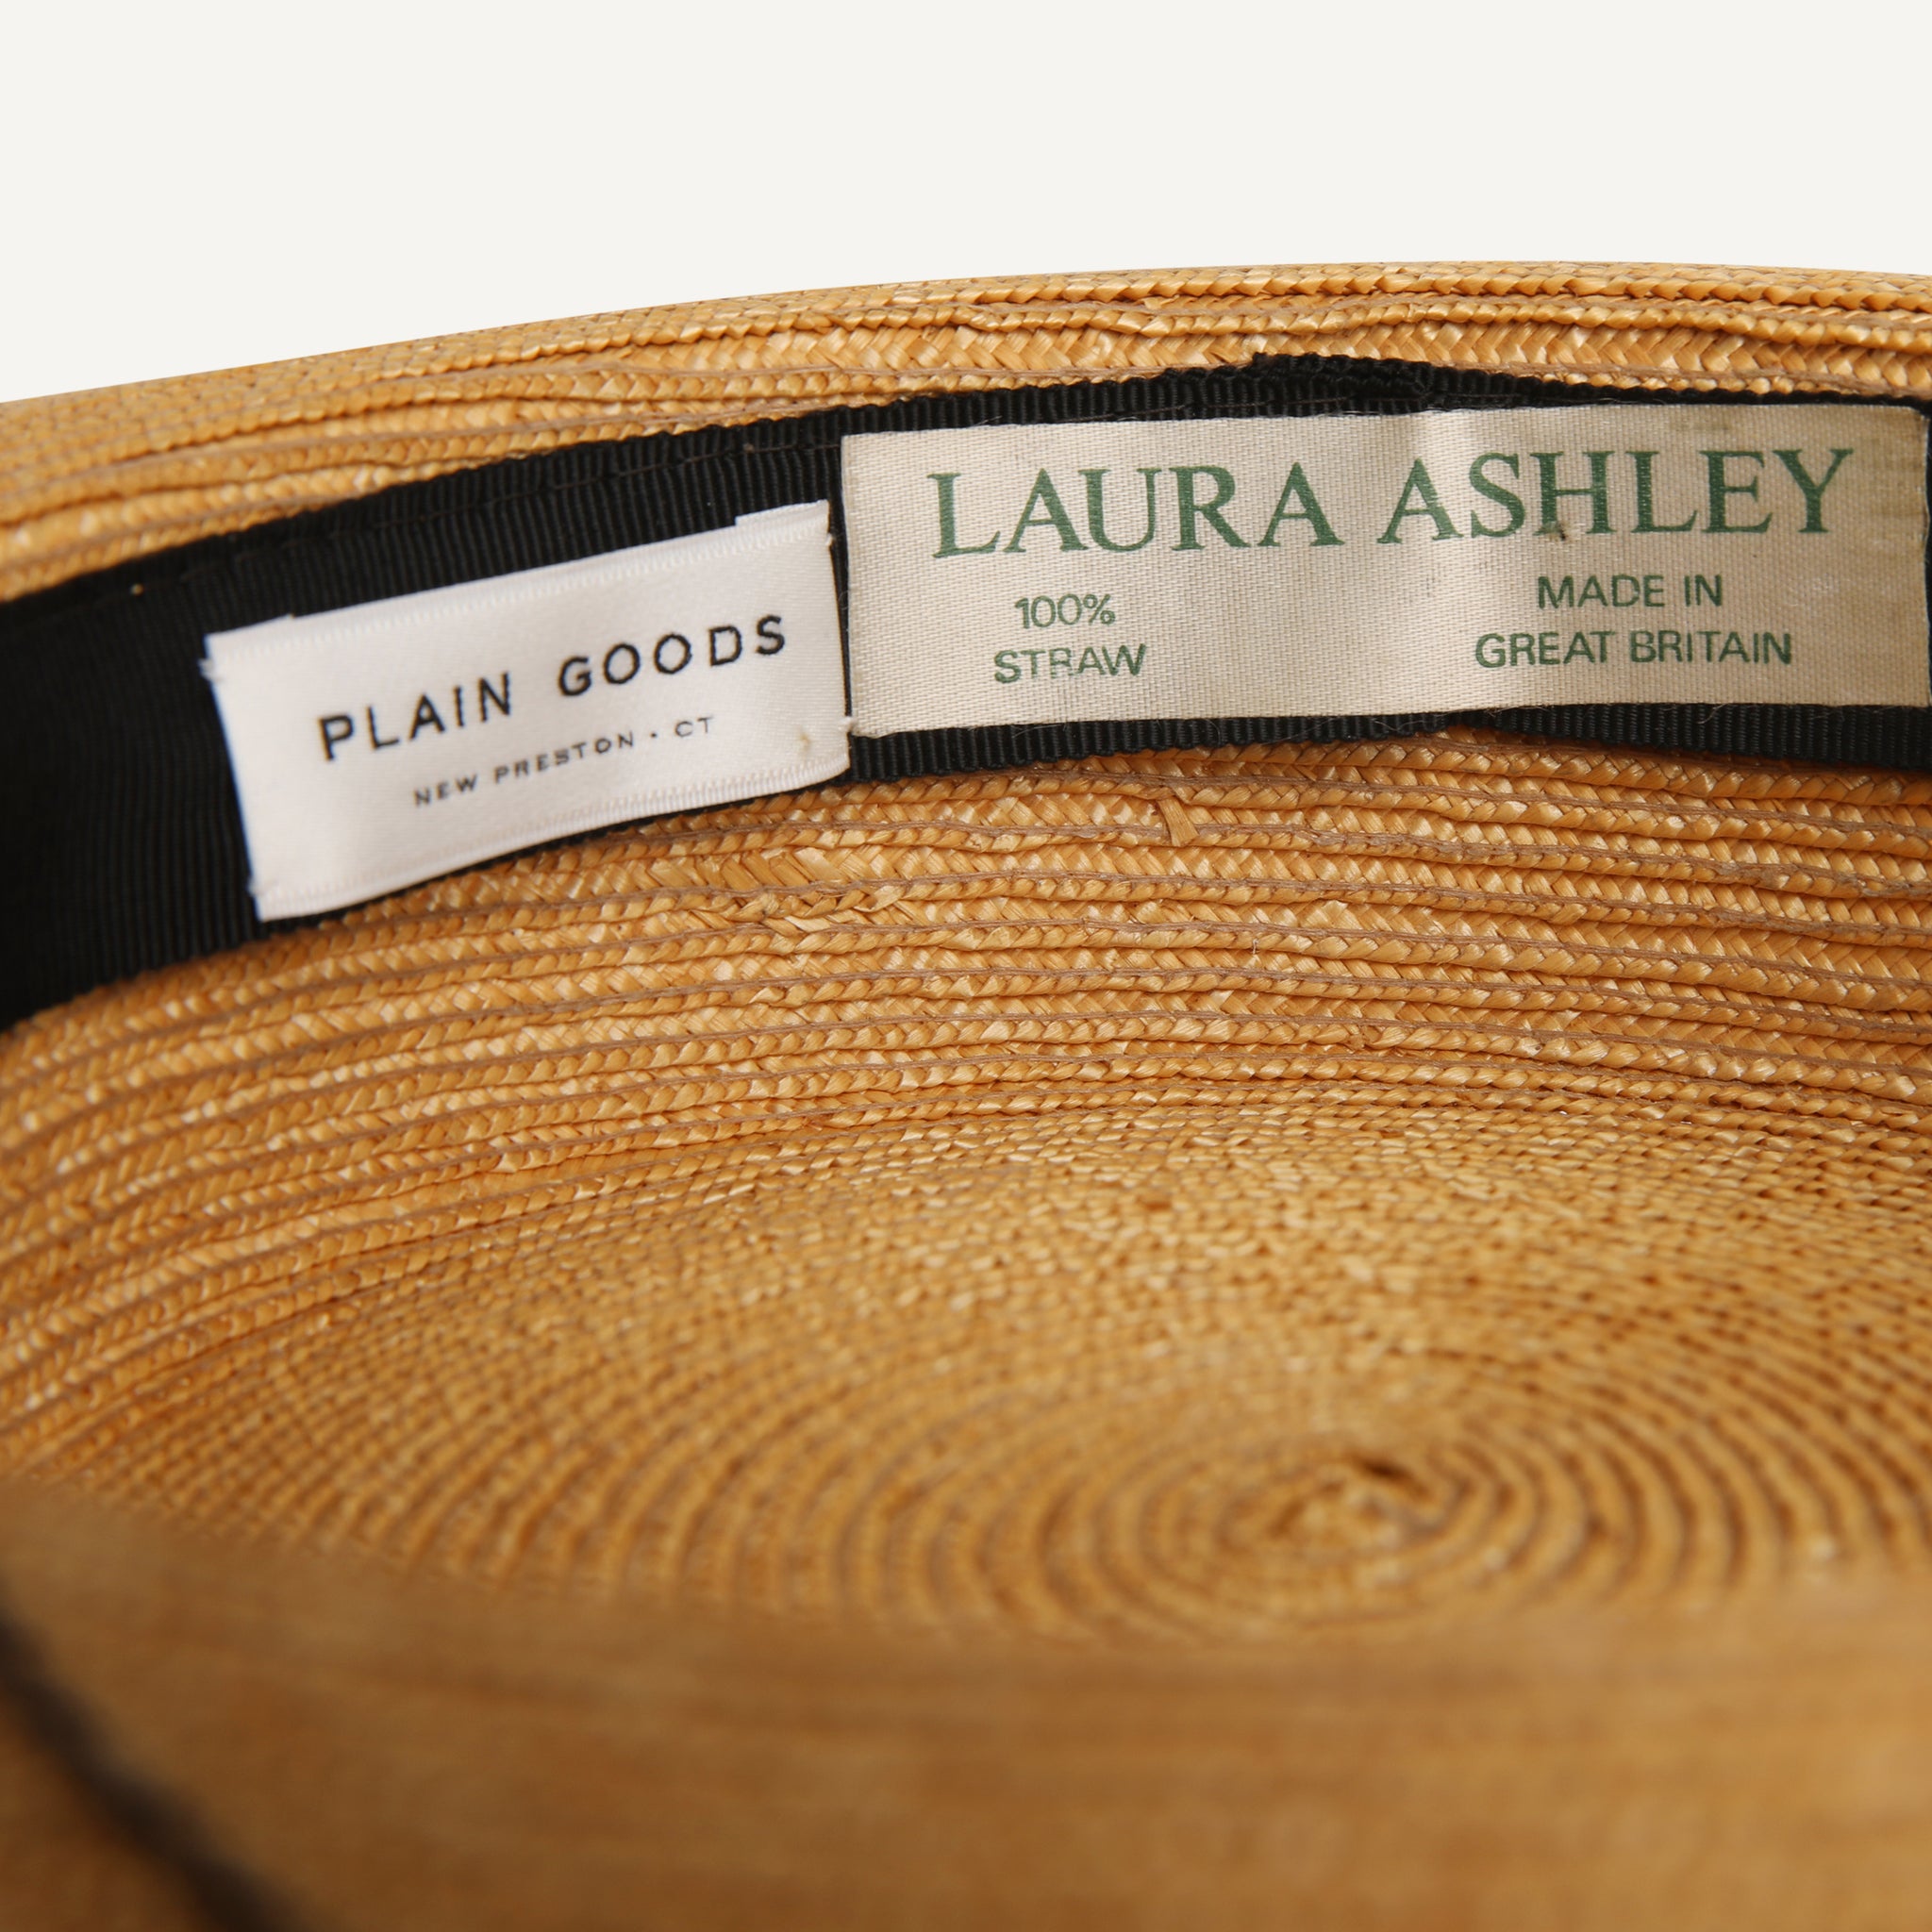 PLAIN GOODS
NEW PRESTON · CT
LAURA ASHLEY
100%
STRAW
MADE IN
GREAT BRITAIN